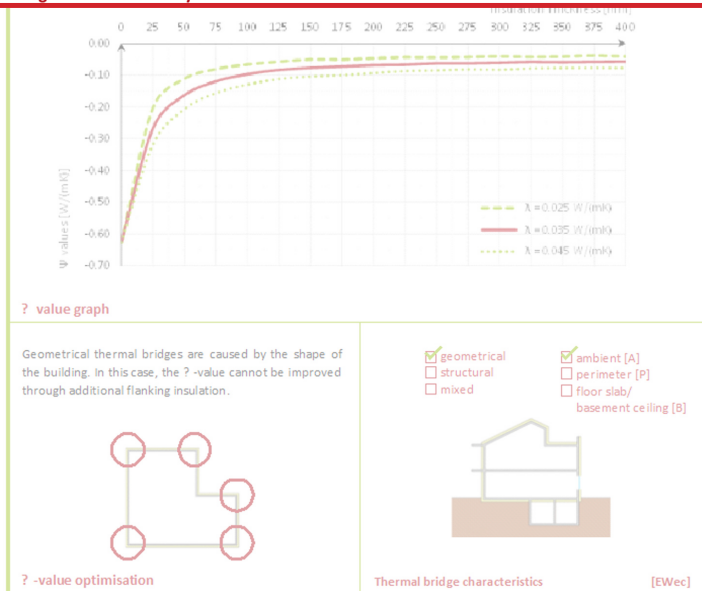 Insulation Thickness [mm]
0 25 50 75 100 125 150 175 200 225 250 275 300 325 350 375 400
0.00
-0.10
-0.20
-0.30
-0.40
-0.50
-0.60
-0.70
Ψ values [W/(mK)]
λ = 0.025 W/(mK)
λ = 0.035 W/(mK)
λ = 0.045 W/(mK)
? value graph
Geometrical thermal bridges are caused by the shape of
the building. In this case, the ? -value cannot be improved
through additional flanking insulation.
? -value optimisation
geometrical
structural
mixed
ambient [A]
perimeter [P]
floor slab/
basement ceiling [B]
Thermal bridge characteristics [EWec]